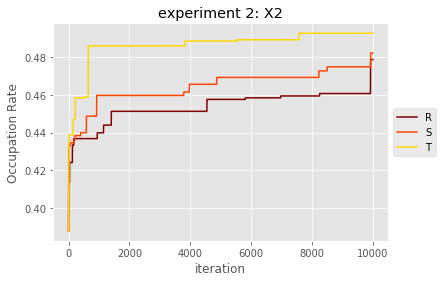 experiment 2: X2
Occupation Rate
0.48
0.46
0.44
0.42
0.40
0
2000
4000
6000
8000
10000
iteration
R
S
T